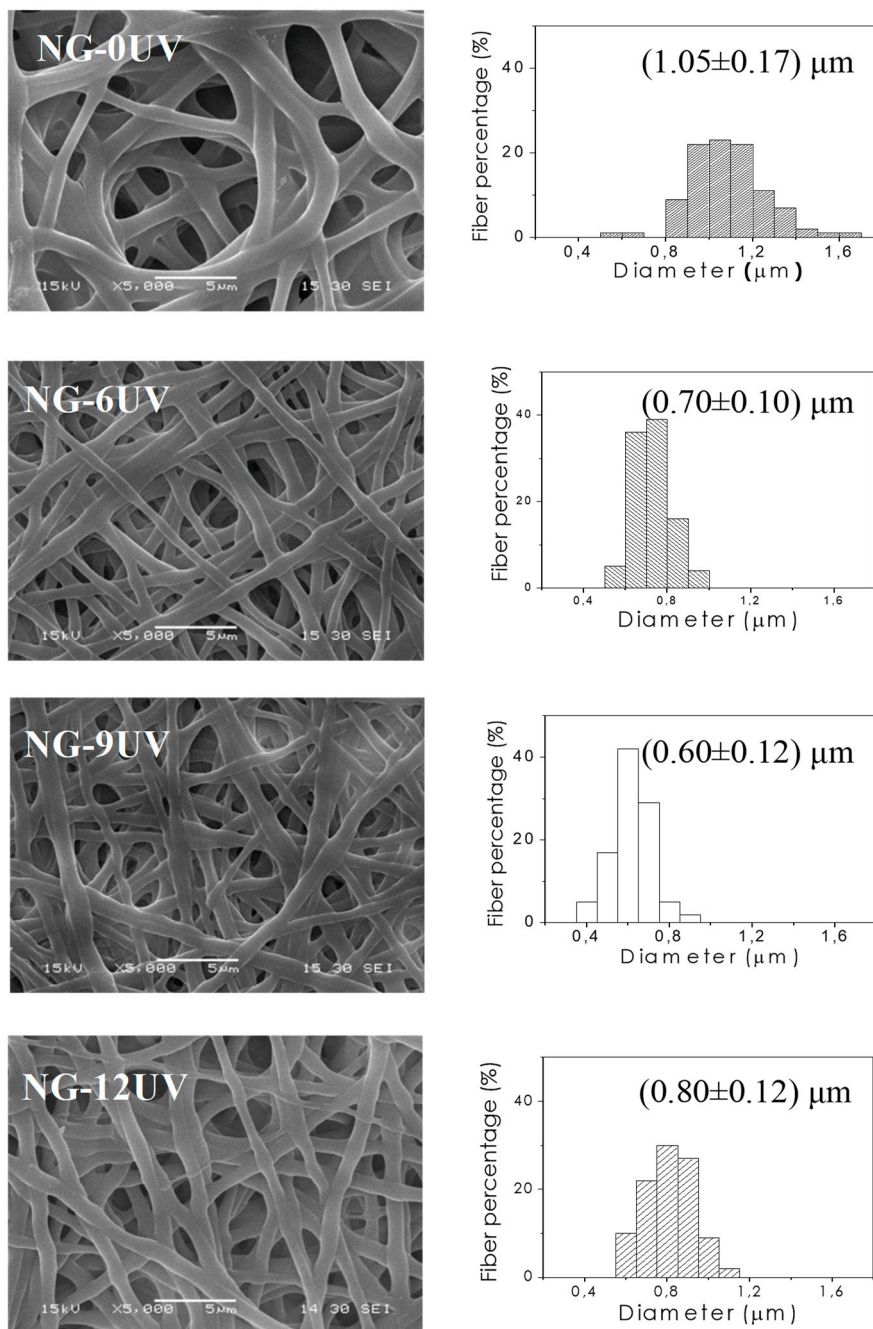 NG-0UV
15kV X5,000 5µm 15 30 SEI
Fiber percentage (%)
40
20
0
(1.05±0.17) µm
0,4 0,8 1,2 1,6
Diameter (µm)
NG-6UV
15kV X5,000 5µm 15 30 SEI
Fiber percentage (%)
40
20
0
(0.70±0.10) µm
0,4 0,8 1,2 1,6
Diameter (µm)
NG-9UV
15kV X5,000 5µm 15 30 SEI
Fiber percentage (%)
40
20
0
(0.60±0.12) µm
0,4 0,8 1,2 1,6
Diameter (µm)
NG-12UV
15kV X5,000 5µm 14 30 SEI
Fiber percentage (%)
40
20
0
(0.80±0.12) µm
0,4 0,8 1,2 1,6
Diameter (µm)